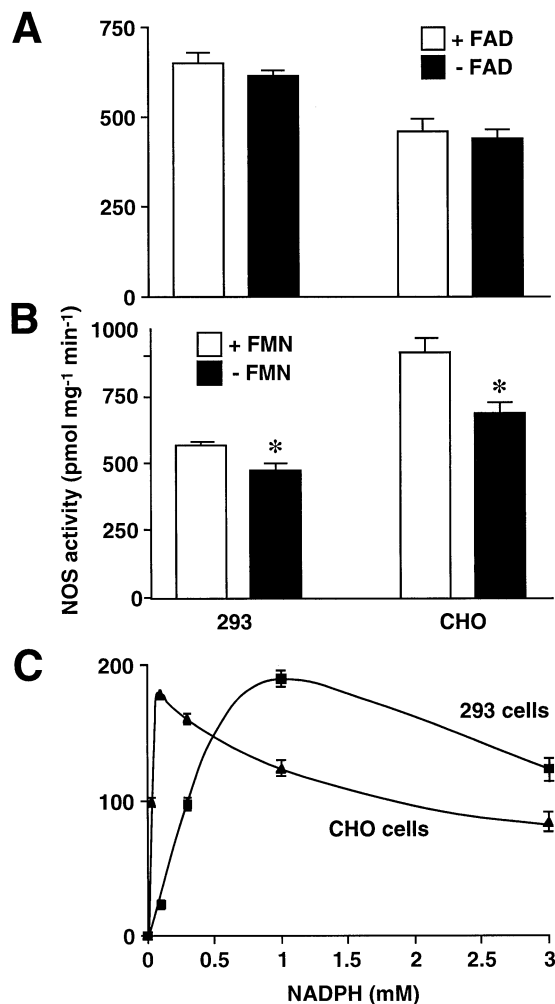 A
750
500
250
0
+ FAD
- FAD
B
1000
750
500
250
0
+ FMN
- FMN
*
*
293
CHO
NOS activity (pmol mg-1 min-1)
C
200
100
0
293 cells
CHO cells
0 0.5 1 1.5 2 2.5 3
NADPH (mM)